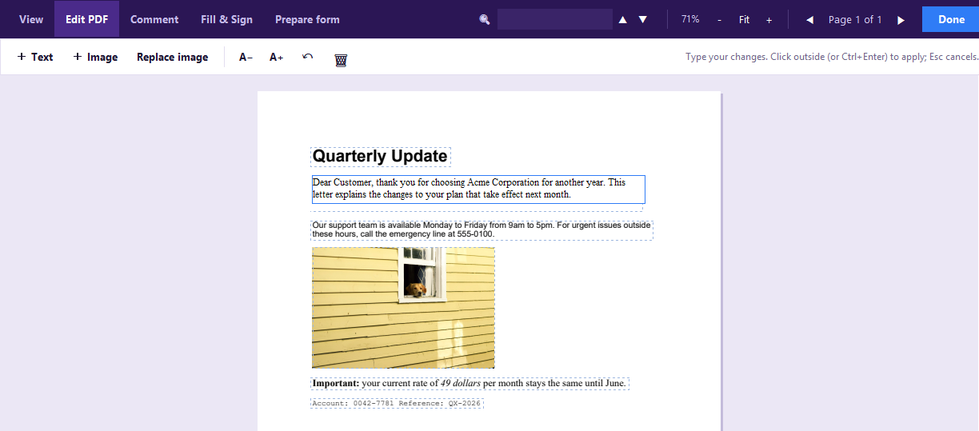 View Edit PDF Comment Fill & Sign Prepare form 71% - Fit + Page 1 of 1 Done
+ Text + Image Replace image A- A+ Type your changes. Click outside (or Ctrl+Enter) to apply; Esc cancels.
Quarterly Update
Dear Customer, thank you for choosing Acme Corporation for another year. This
letter explains the changes to your plan that take effect next month.
Our support team is available Monday to Friday from 9am to 5pm. For urgent issues outside
these hours, call the emergency line at 555-0100.
Important: your current rate of 49 dollars per month stays the same until June.
Account: 0042-7781 Reference: QX-2026